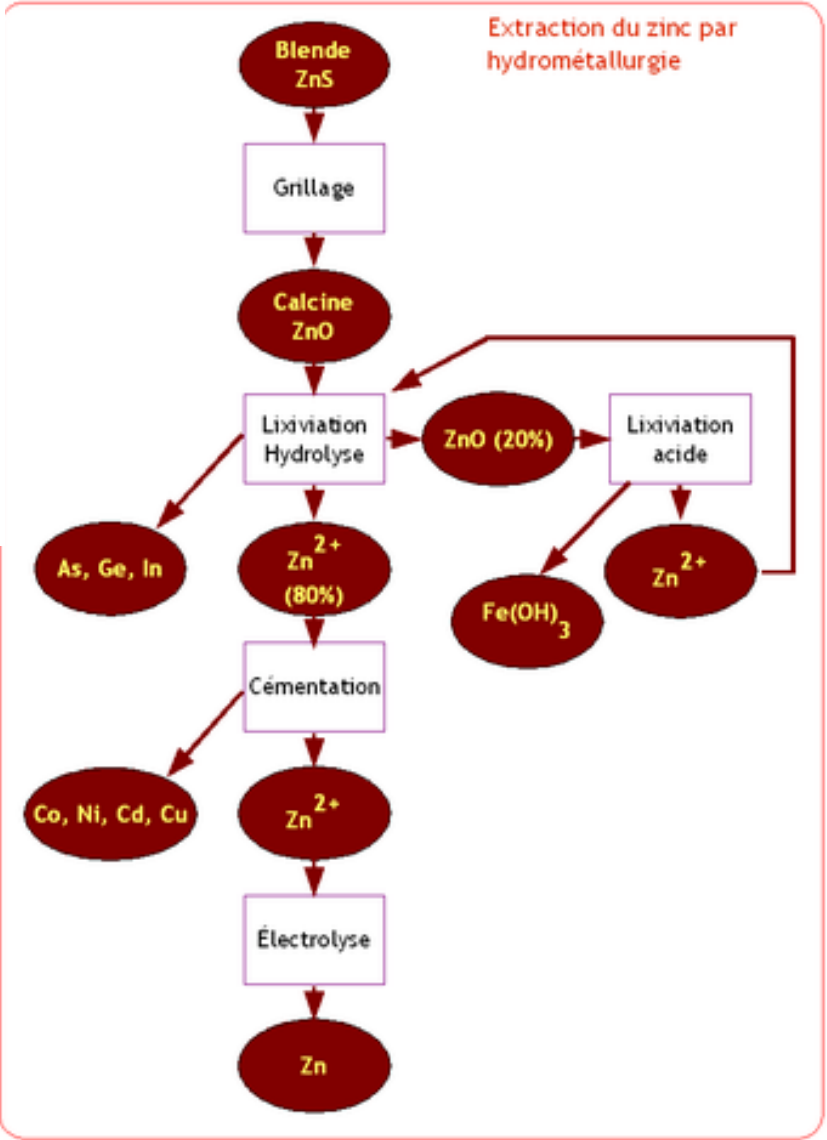 Extraction du zinc par
hydrométallurgie
Blende
ZnS
Grillage
Calcine
ZnO
Lixiviation
Hydrolyse
ZnO (20%)
Lixiviation
acide
As, Ge, In
Zn2+
(80%)
Fe(OH)3
Zn2+
Cémentation
Co, Ni, Cd, Cu
Zn2+
Électrolyse
Zn